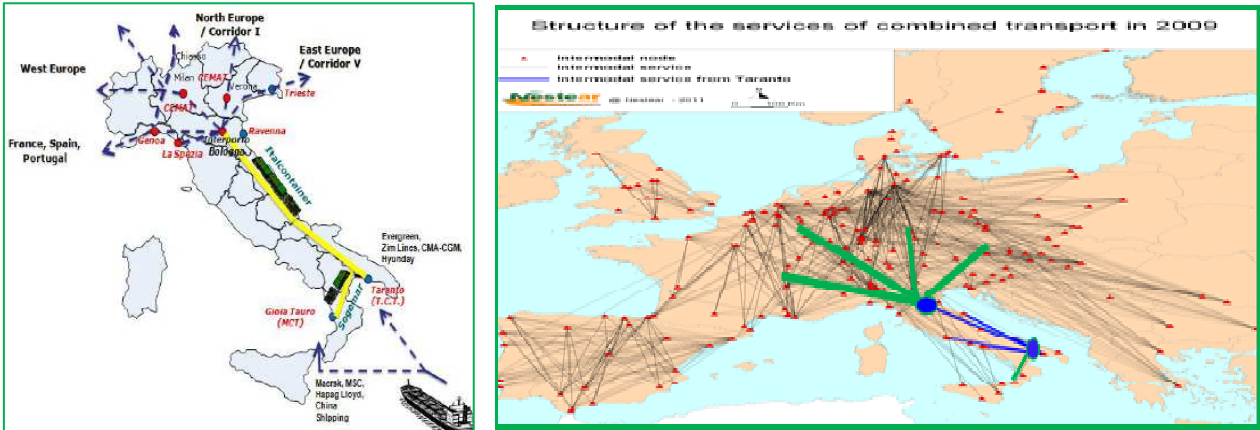 North Europe
/ Corridor I
East Europe
/ Corridor V
West Europe
Chiasso
Milan
CEMAT
Verona
Trieste
CEMAT
Genoa
Interporto
Bologna
Ravenna
La Spezia
France, Spain,
Portugal
Italcontainer
Evergreen,
Zim Lines, CMA-CGM,
Hyunday
Taranto
(T.C.T.)
Sogemar
Gioia Tauro
(MCT)
Maersk, MSC,
Hapag Lloyd,
China
Shipping
Structure of the services of combined transport in 2009
Intermodal node
Intermodal service
Intermodal service from Taranto
Nestear
@ Nestear - 2011
N